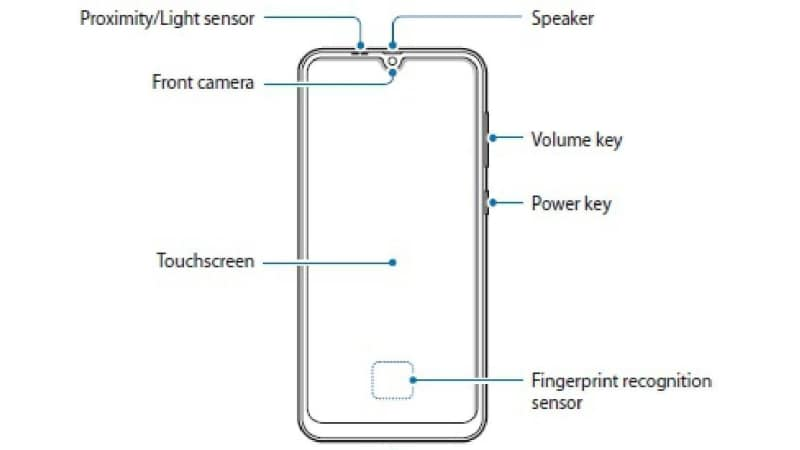 Proximity/Light sensor
Speaker
Front camera
Volume key
Power key
Touchscreen
Fingerprint recognition
sensor